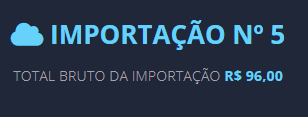 IMPORTAÇÃO Nº 5
TOTAL BRUTO DA IMPORTAÇÃO R$ 96,00